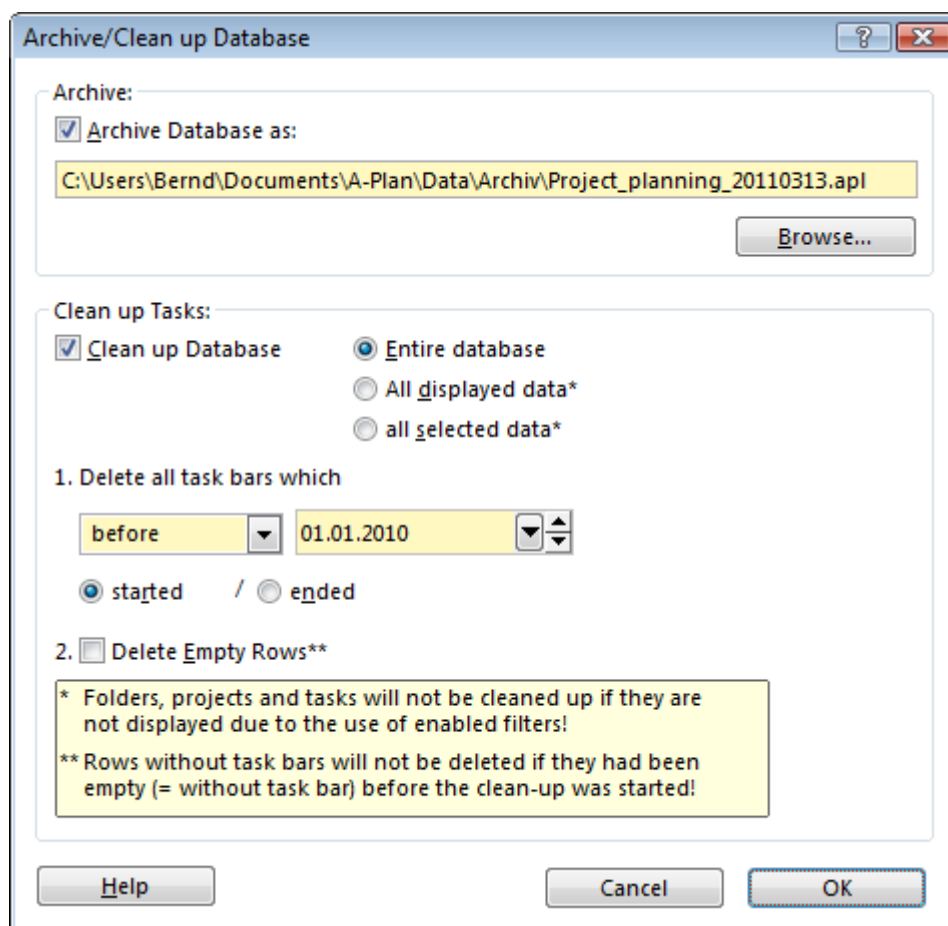 Archive/Clean up Database
Archive:
Archive Database as:
C:\Users\Bernd\Documents\A-Plan\Data\Archiv\Project_planning_20110313.apl
Browse...
Clean up Tasks:
Clean up Database
Entire database
All displayed data*
all selected data*
1. Delete all task bars which
before 01.01.2010
started / ended
2. Delete Empty Rows**
* Folders, projects and tasks will not be cleaned up if they are
not displayed due to the use of enabled filters!
** Rows without task bars will not be deleted if they had been
empty (= without task bar) before the clean-up was started!
Help Cancel OK